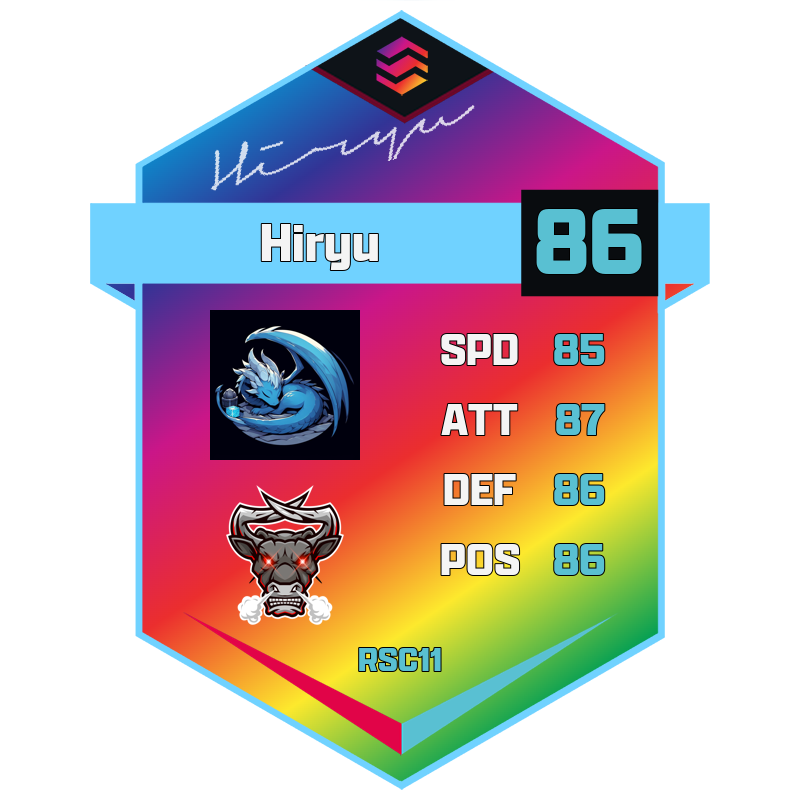 Hiryu
Hiryu 86
SPD 85
ATT 87
DEF 86
POS 86
RSC11